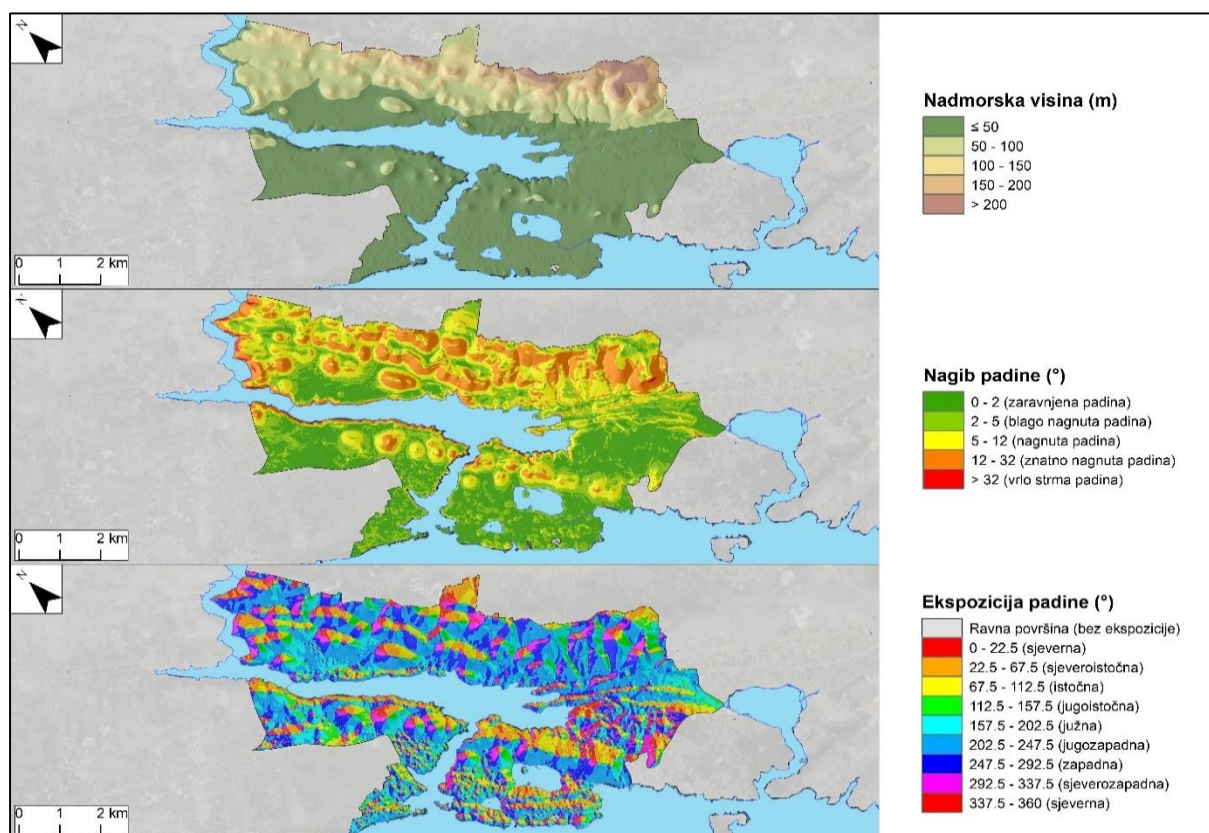 N
Nadmorska visina (m)
≤ 50
50 - 100
100 - 150
150 - 200
> 200
0 1 2 km
Nagib padine (°)
0 - 2 (zaravnjena padina)
2 - 5 (blago nagnuta padina)
5 - 12 (nagnuta padina)
12 - 32 (znatno nagnuta padina)
> 32 (vrlo strma padina)
0 1 2 km
N
Ekspozicija padine (°)
Ravna površina (bez ekspozicije)
0 - 22.5 (sjeverna)
22.5 - 67.5 (sjeveroistočna)
67.5 - 112.5 (istočna)
112.5 - 157.5 (jugoistočna)
157.5 - 202.5 (južna)
202.5 - 247.5 (jugozapadna)
247.5 - 292.5 (zapadna)
292.5 - 337.5 (sjeverozapadna)
337.5 - 360 (sjeverna)
0 1 2 km